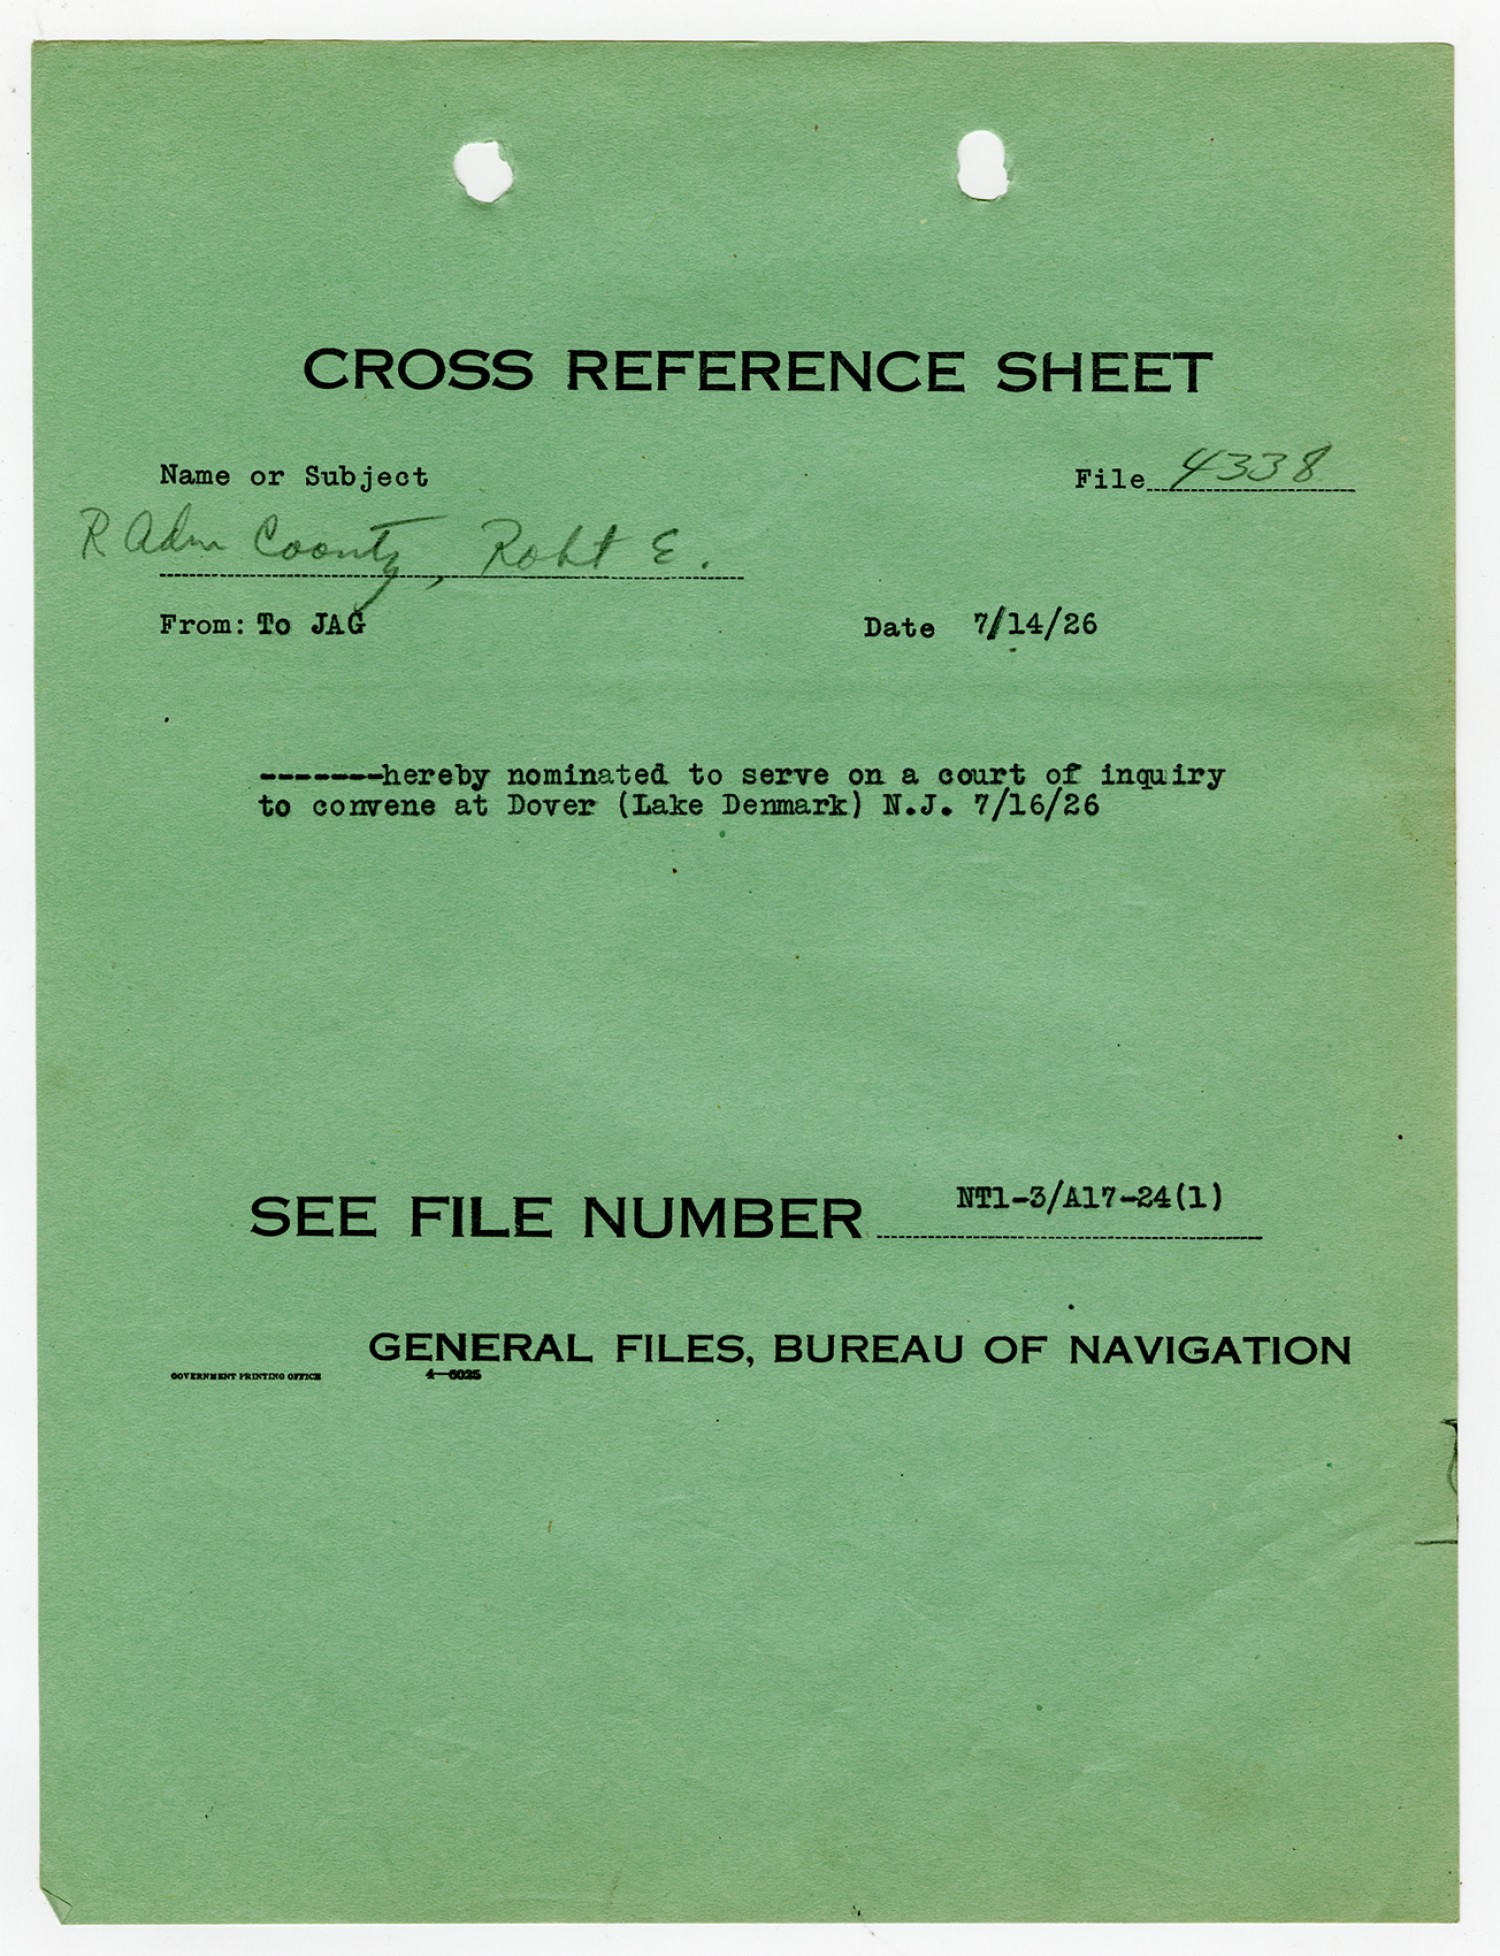 CROSS REFERENCE SHEET
Name or Subject
File 4338
R Adm Coontz, Robt E.
From: To JAG
Date 7/14/26
-------hereby nominated to serve on a court of inquiry
to convene at Dover (Lake Denmark) N.J. 7/16/26
SEE FILE NUMBER NT1-3/A17-24(1)
GENERAL FILES, BUREAU OF NAVIGATION
GOVERNMENT PRINTING OFFICE 4—6025